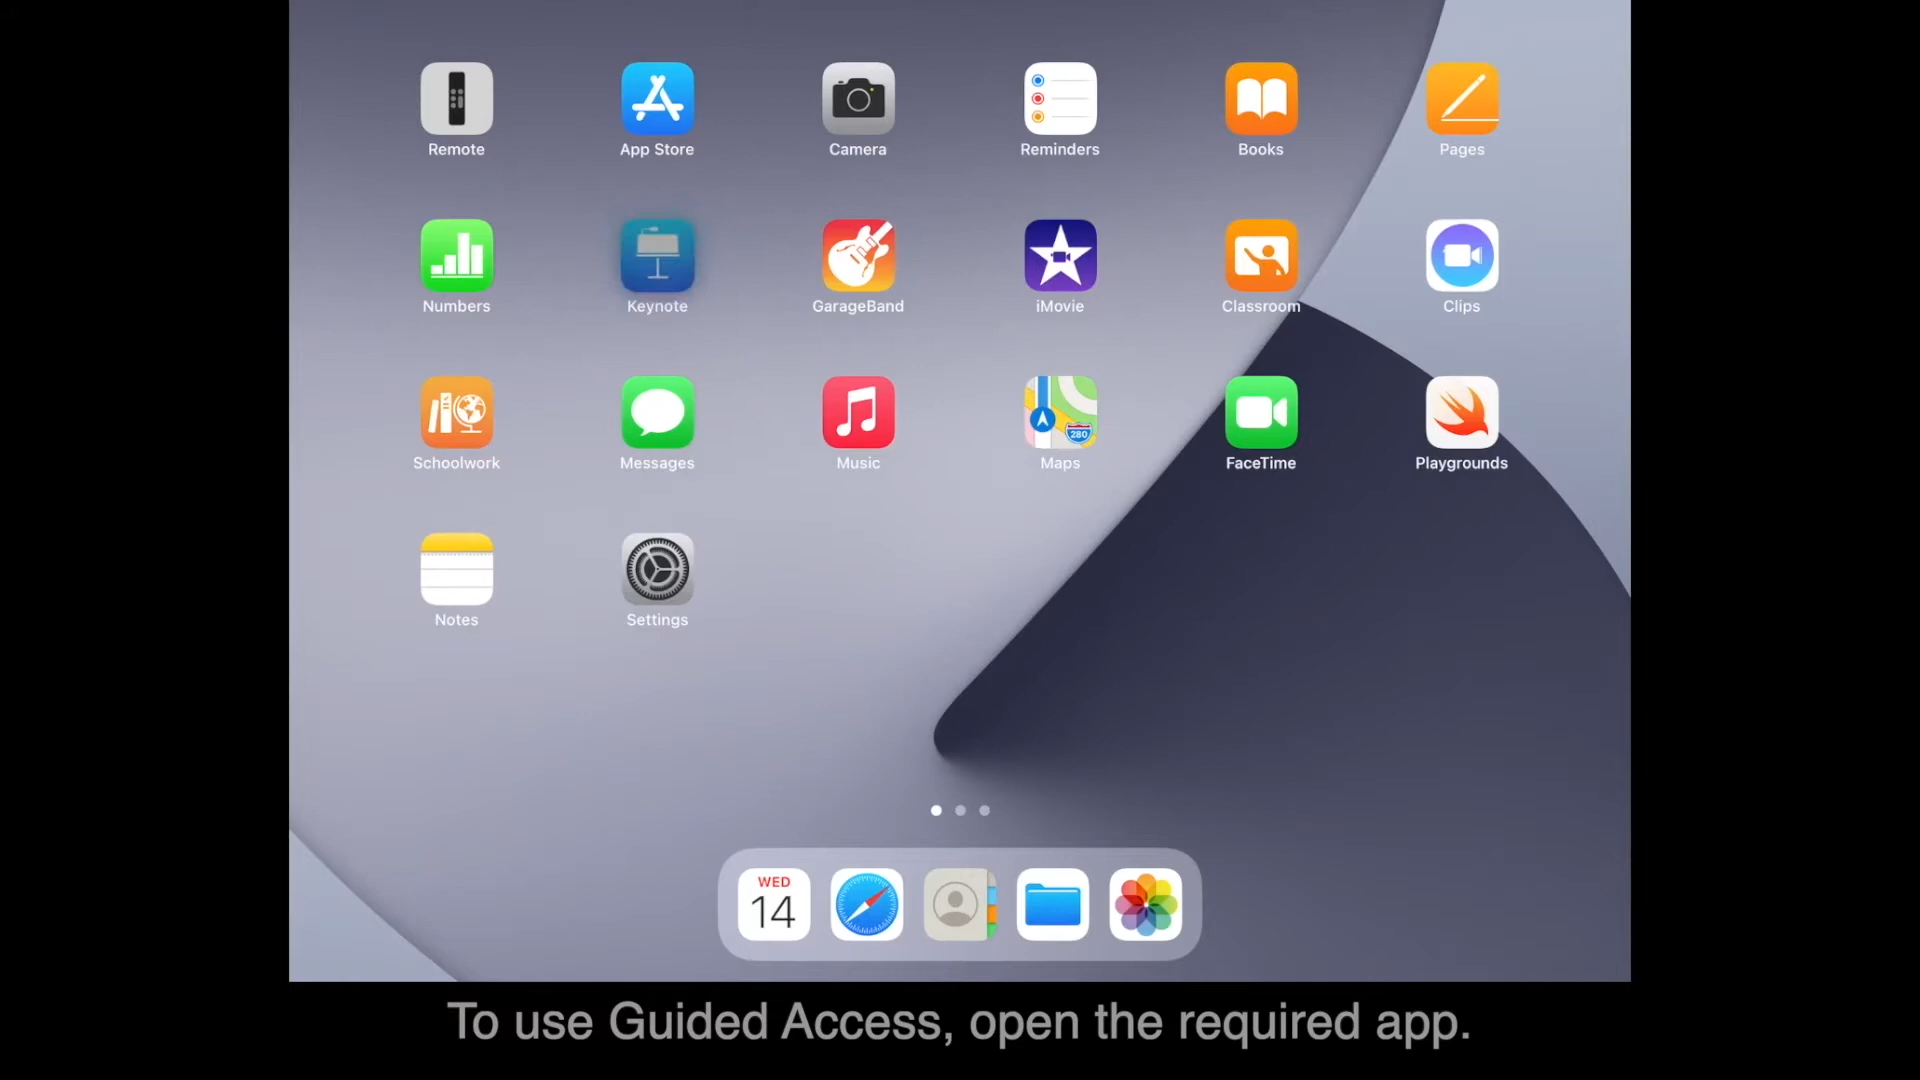 Remote App Store Camera Reminders Books Pages
Numbers Keynote GarageBand iMovie Classroom Clips
280
Schoolwork Messages Music Maps FaceTime Playgrounds
Notes Settings
WED
14
To use Guided Access, open the required app.